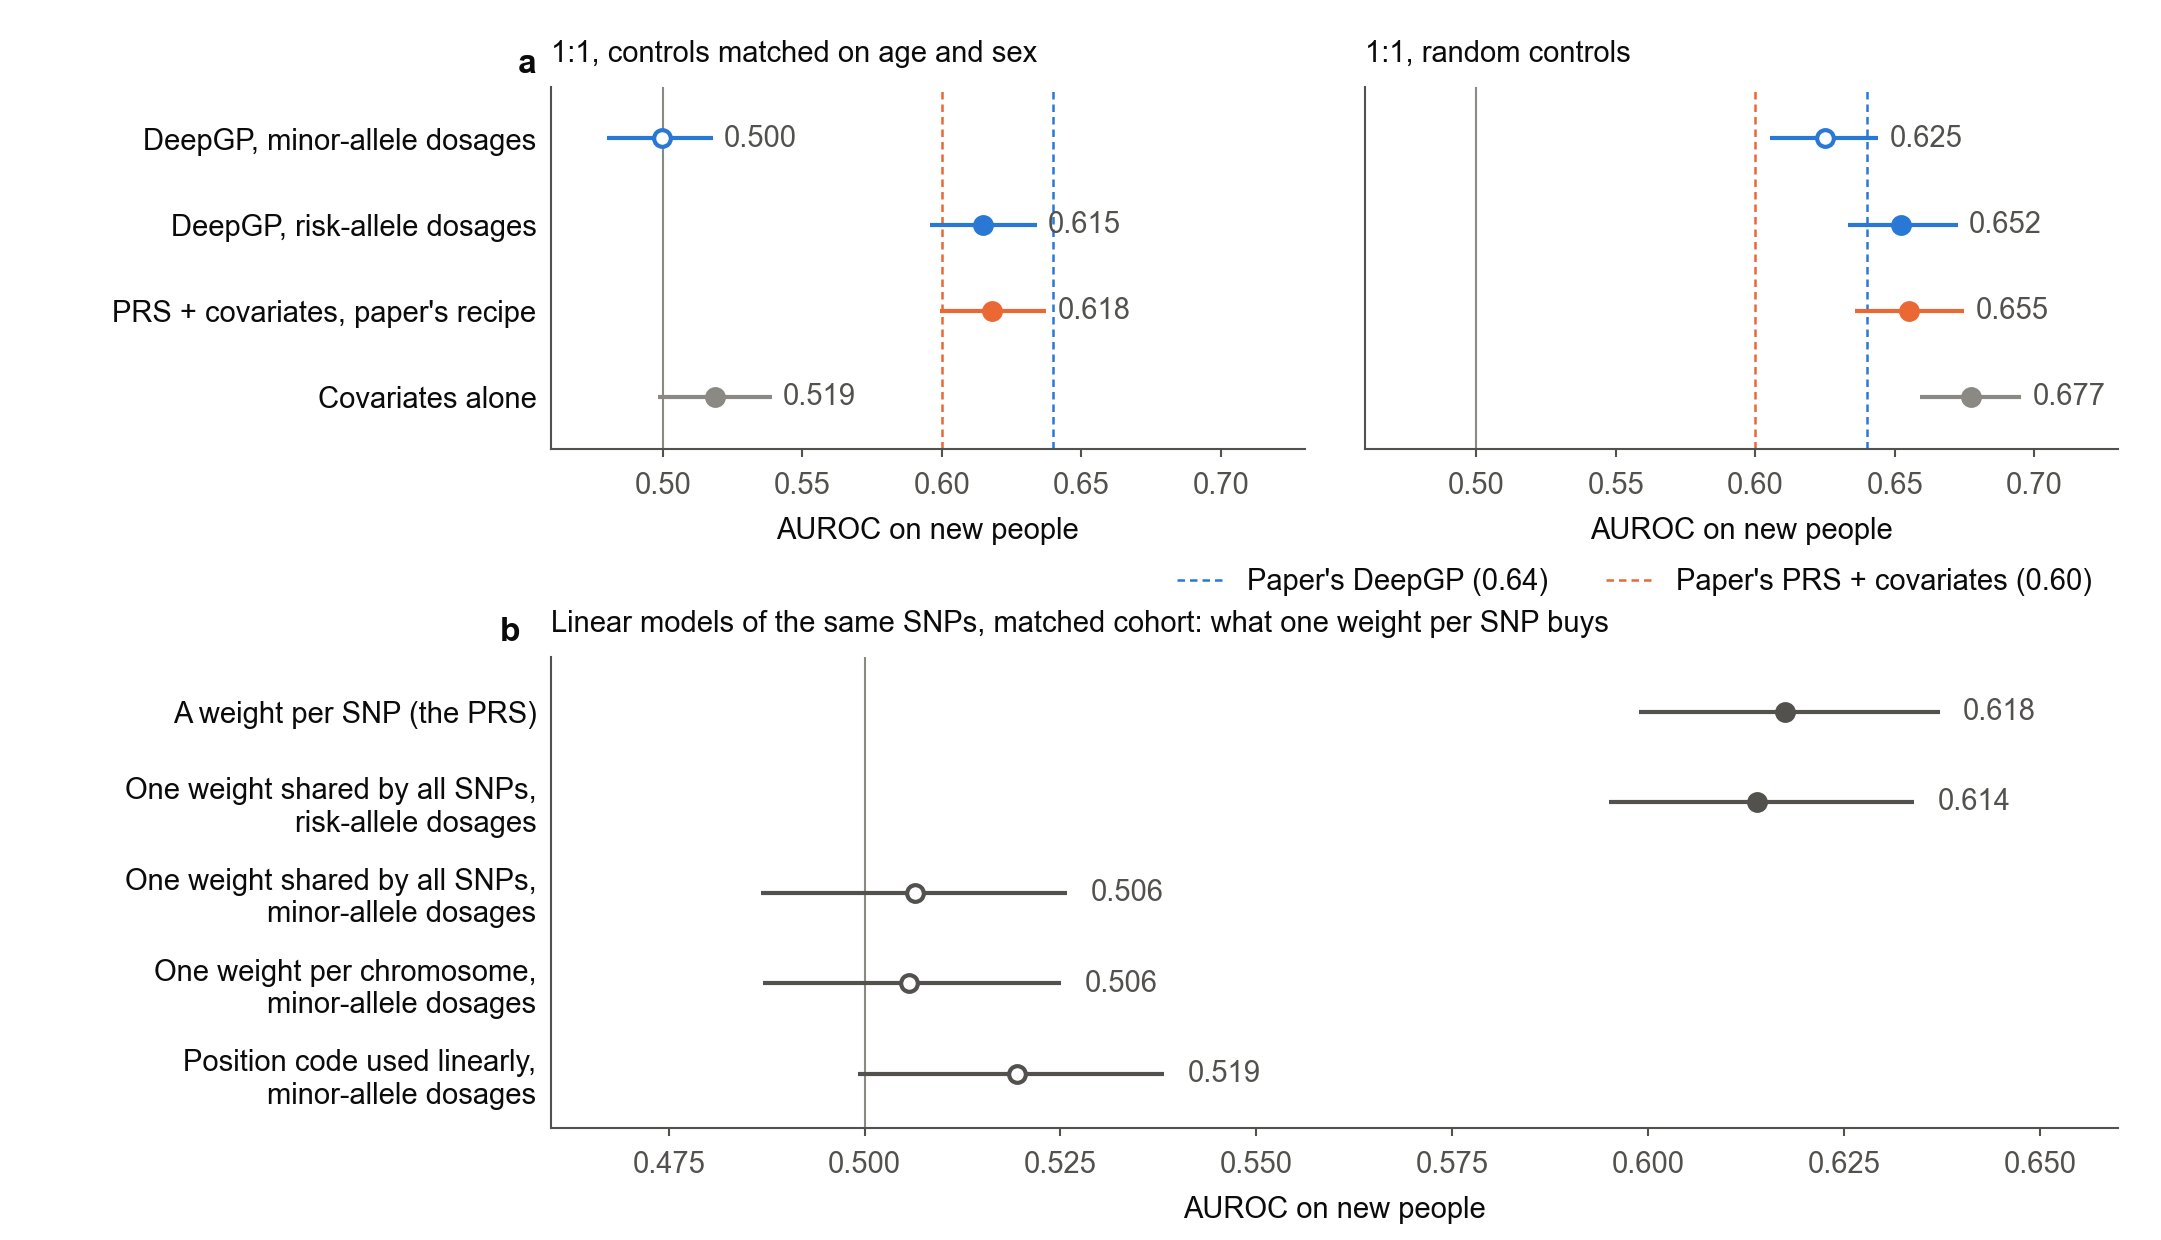 a
1:1, controls matched on age and sex
1:1, random controls
DeepGP, minor-allele dosages
0.500
0.625
DeepGP, risk-allele dosages
0.615
0.652
PRS + covariates, paper's recipe
0.618
0.655
Covariates alone
0.519
0.677
0.50 0.55 0.60 0.65 0.70
0.50 0.55 0.60 0.65 0.70
AUROC on new people
AUROC on new people
Paper's DeepGP (0.64)
Paper's PRS + covariates (0.60)
b
Linear models of the same SNPs, matched cohort: what one weight per SNP buys
A weight per SNP (the PRS)
0.618
One weight shared by all SNPs,
risk-allele dosages
0.614
One weight shared by all SNPs,
minor-allele dosages
0.506
One weight per chromosome,
minor-allele dosages
0.506
Position code used linearly,
minor-allele dosages
0.519
0.475 0.500 0.525 0.550 0.575 0.600 0.625 0.650
AUROC on new people